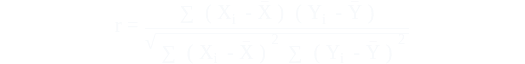 r = Σ ( Xᵢ - X̄ ) ( Yᵢ - Ȳ ) / √ Σ ( Xᵢ - X̄ )² Σ ( Yᵢ - Ȳ )²